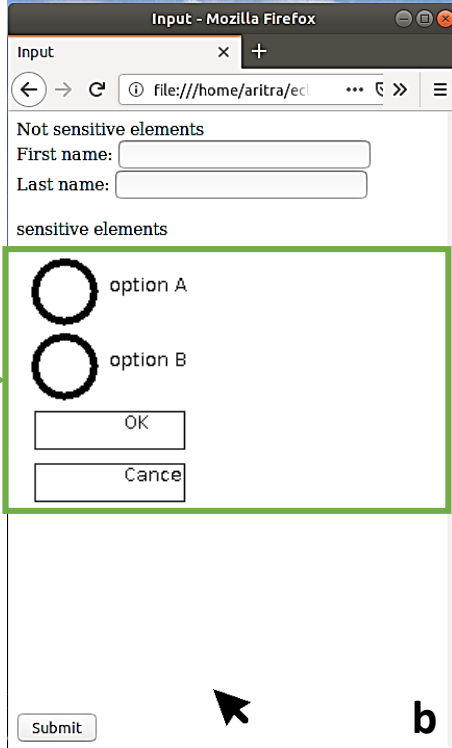 Input - Mozilla Firefox
Input
file:///home/aritra/ecl
Not sensitive elements
First name:
Last name:
sensitive elements
option A
option B
OK
Cance
Submit
b